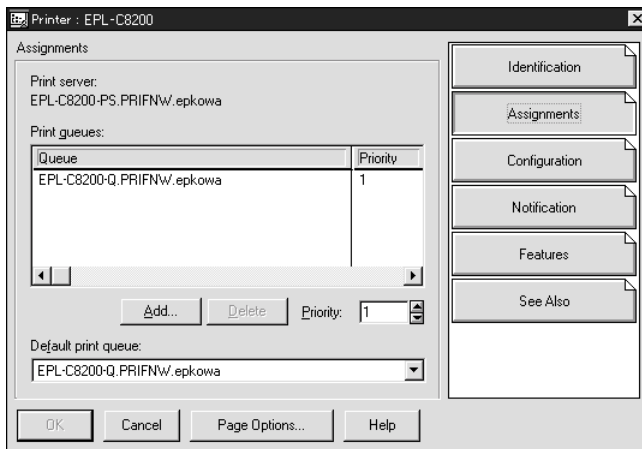 Printer : EPL-C8200
Assignments
Print server:
EPL-C8200-PS.PRIFNW.epkowa
Print queues:
Queue Priority
EPL-C8200-Q.PRIFNW.epkowa 1
Add... Delete Priority: 1
Default print queue:
EPL-C8200-Q.PRIFNW.epkowa
OK Cancel Page Options... Help
Identification
Assignments
Configuration
Notification
Features
See Also